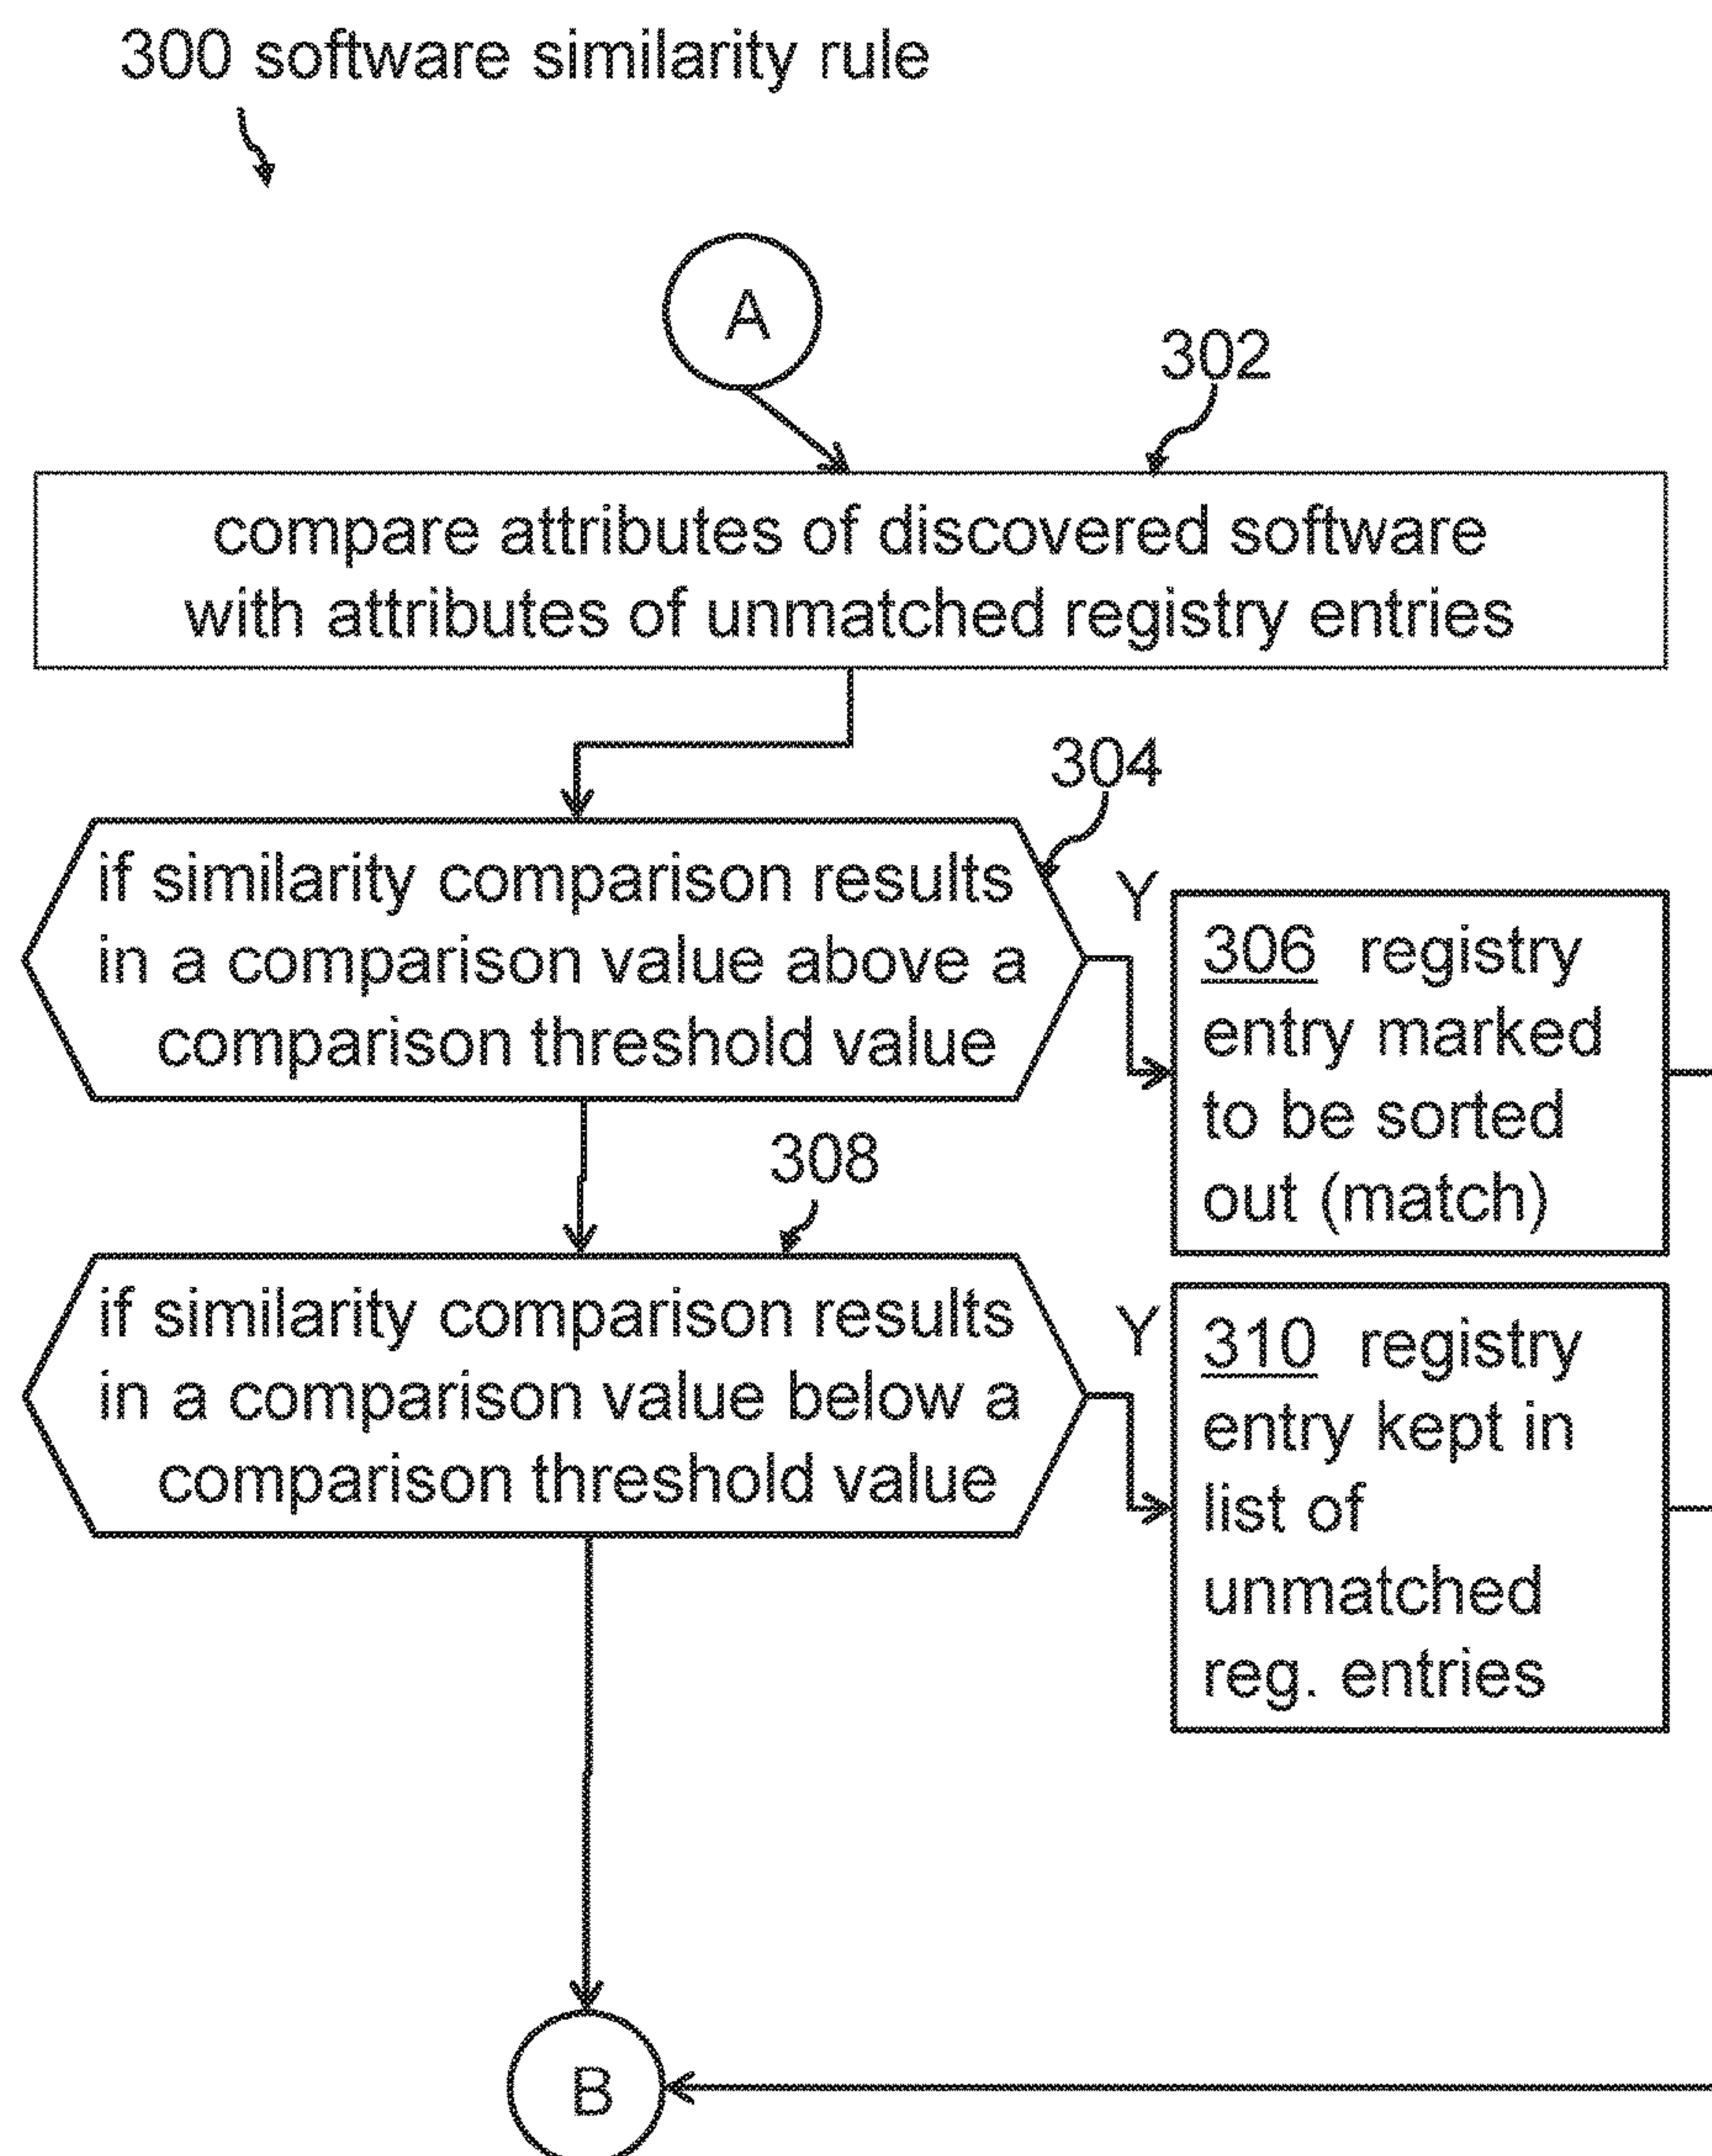 300 software similarity rule
A
302
compare attributes of discovered software
with attributes of unmatched registry entries
304
if similarity comparison results
in a comparison value above a
comparison threshold value
Y
306 registry
entry marked
to be sorted
out (match)
308
if similarity comparison results
in a comparison value below a
comparison threshold value
Y
310 registry
entry kept in
list of
unmatched
reg. entries
B